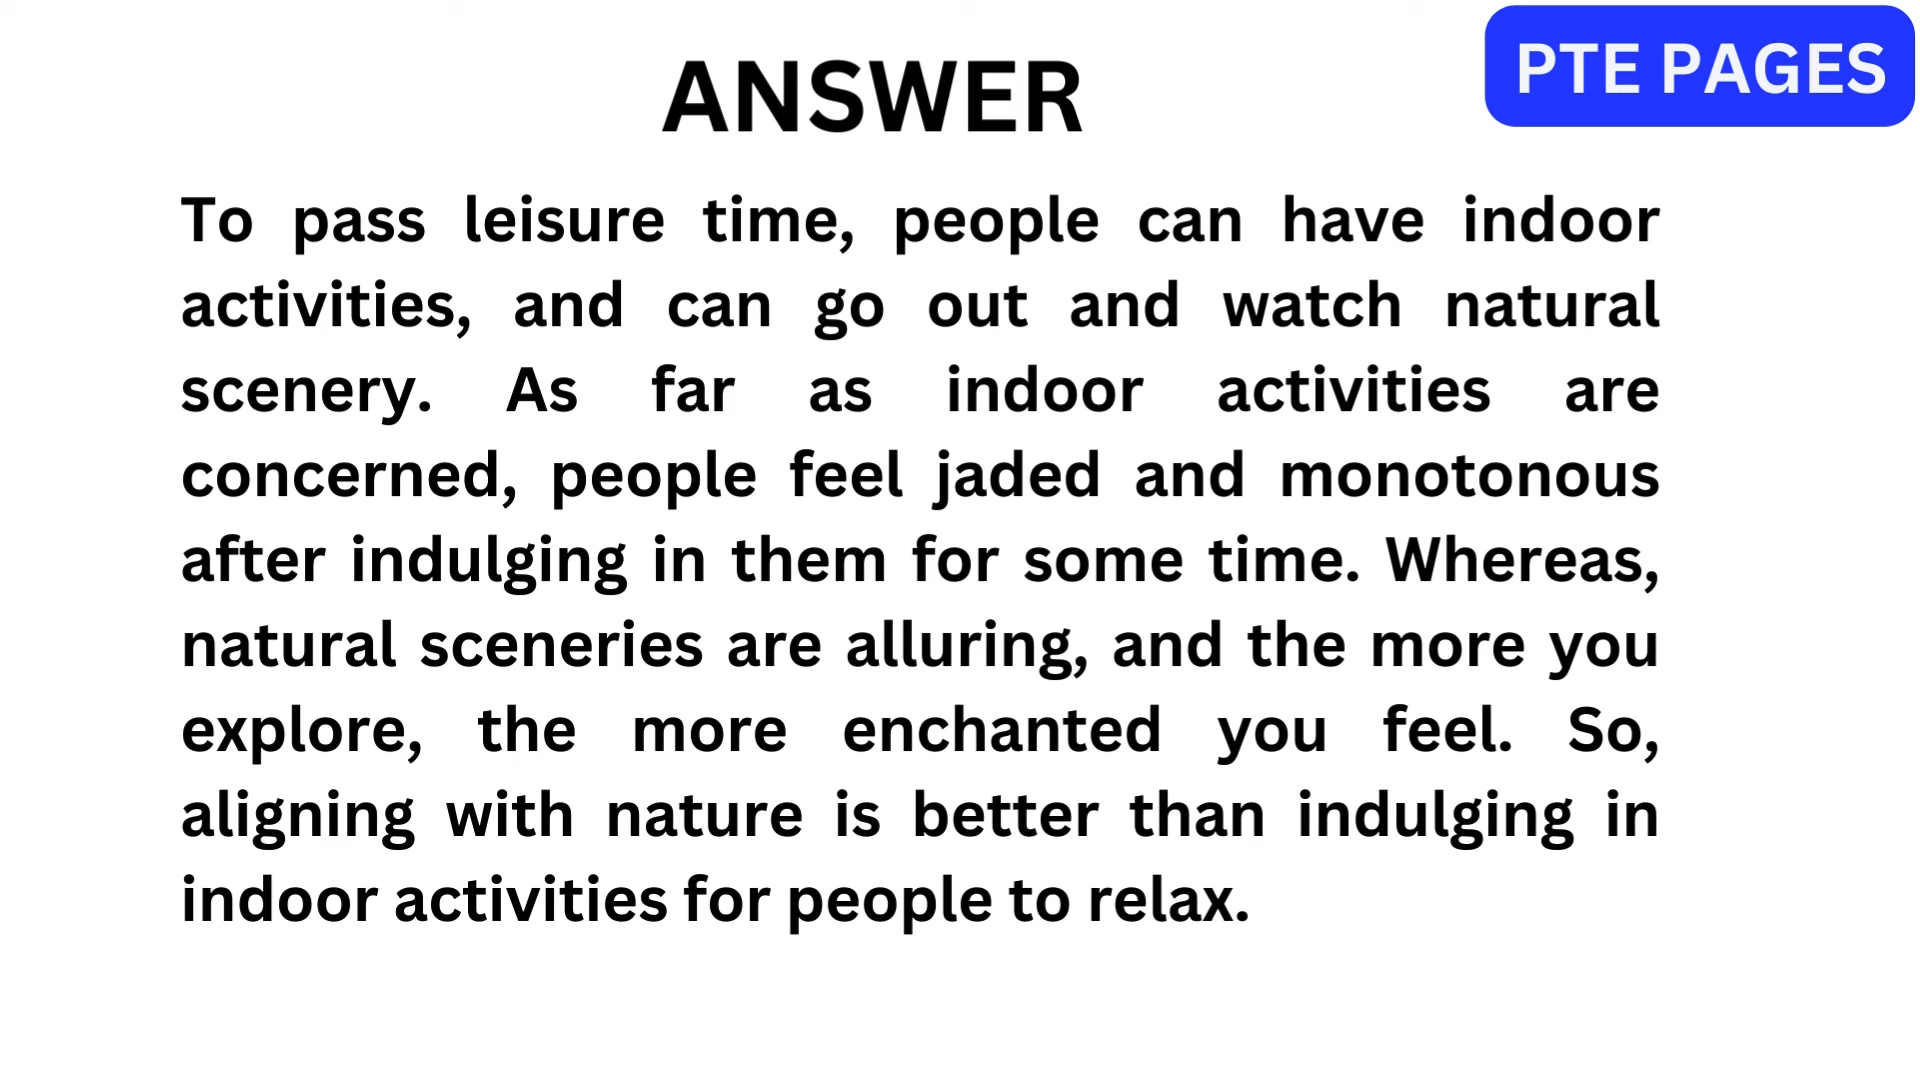 PTE PAGES
ANSWER
To pass leisure time, people can have indoor
activities, and can go out and watch natural
scenery. As far as indoor activities are
concerned, people feel jaded and monotonous
after indulging in them for some time. Whereas,
natural sceneries are alluring, and the more you
explore, the more enchanted you feel. So,
aligning with nature is better than indulging in
indoor activities for people to relax.